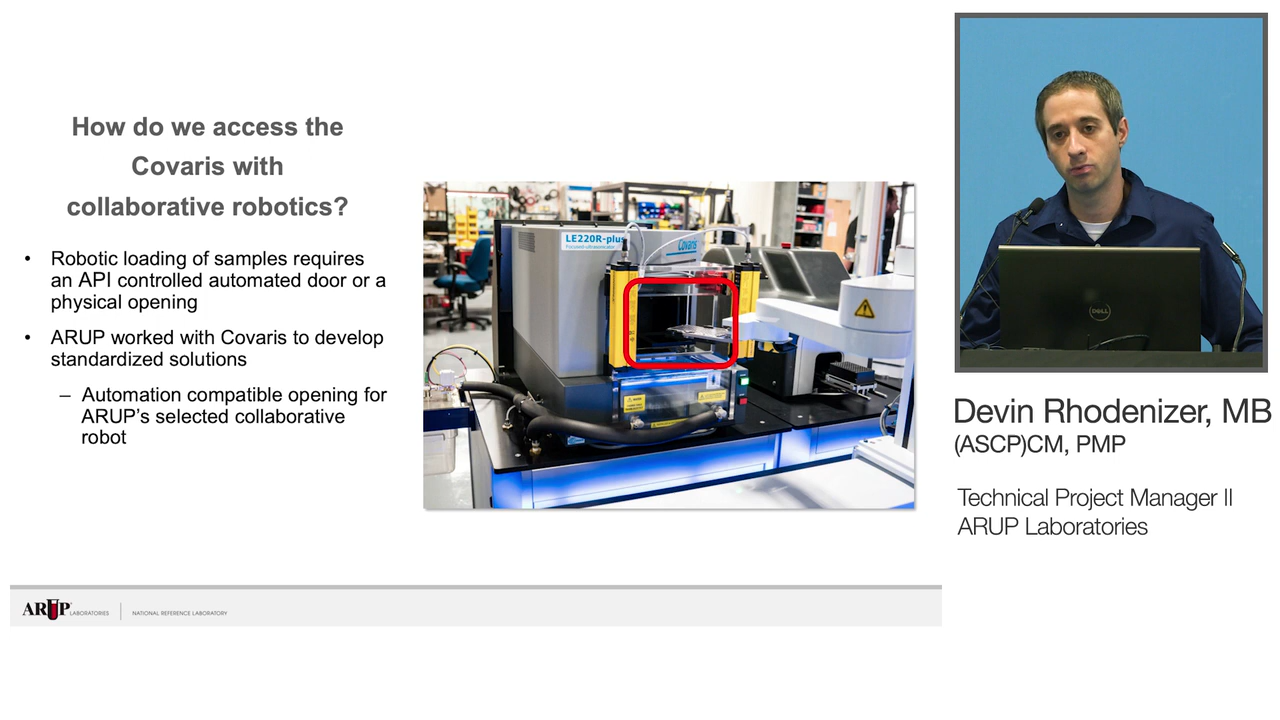 How do we access the
Covaris with
collaborative robotics?
• Robotic loading of samples requires
an API controlled automated door or a
physical opening
• ARUP worked with Covaris to develop
standardized solutions
– Automation compatible opening for
ARUP's selected collaborative
robot
LE220R-plus
Focused-ultrasonicator
Covaris
DELL
Devin Rhodenizer, MB
(ASCP)CM, PMP
Technical Project Manager II
ARUP Laboratories
ARUP LABORATORIES | NATIONAL REFERENCE LABORATORY